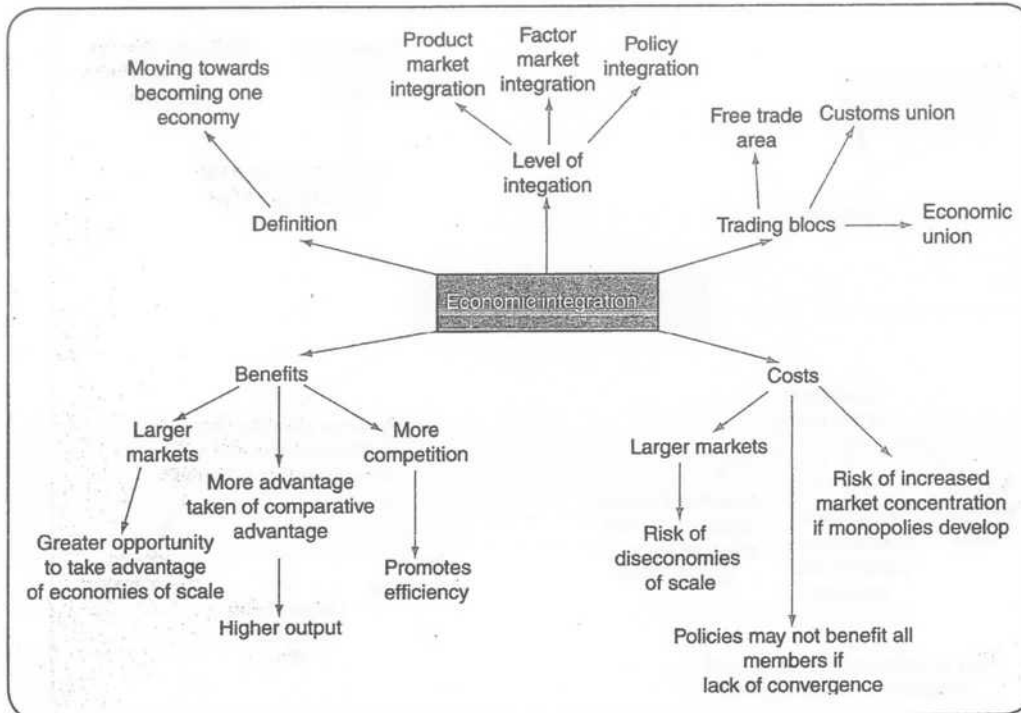 Moving towards
becoming one
economy
Product
market
integration
Factor
market
integration
Policy
integration
Free trade
area
Customs union
Level of
integation
Definition
Trading blocs
Economic
union
Economic integration
Benefits
Costs
Larger
markets
More
competition
More advantage
taken of comparative
advantage
Greater opportunity
to take advantage
of economies of scale
Promotes
efficiency
Higher output
Larger markets
Risk of increased
market concentration
if monopolies develop
Risk of
diseconomies
of scale
Policies may not benefit all
members if
lack of convergence